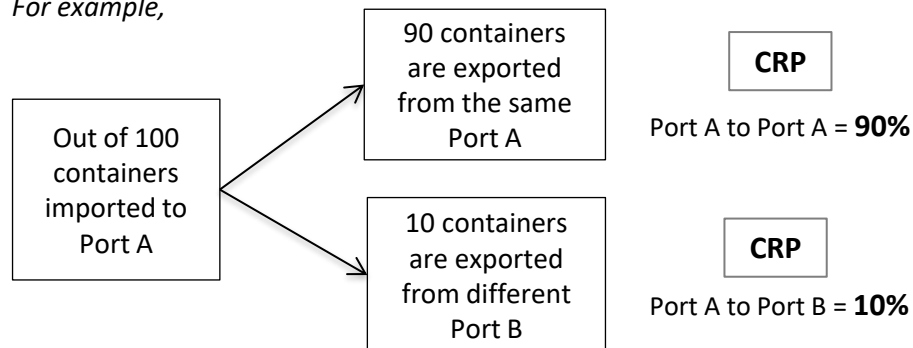 For example,
Out of 100
containers
imported to
Port A
90 containers
are exported
from the same
Port A
CRP
Port A to Port A = 90%
10 containers
are exported
from different
Port B
CRP
Port A to Port B = 10%